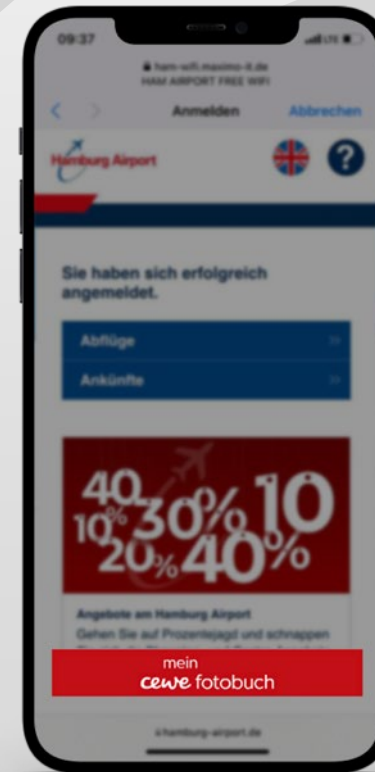 09:37
LTE
ham-wifi.maximo-it.de
HAM AIRPORT FREE WIFI
Anmelden Abbrechen
Hamburg Airport
?
Sie haben sich erfolgreich
angemeldet.
Abflüge
Ankünfte
40% 30% 10
10% 20% 40%
Angebote am Hamburg Airport
Gehen Sie auf Prozentejagd und schnappen
mein
cewe fotobuch
hamburg-airport.de